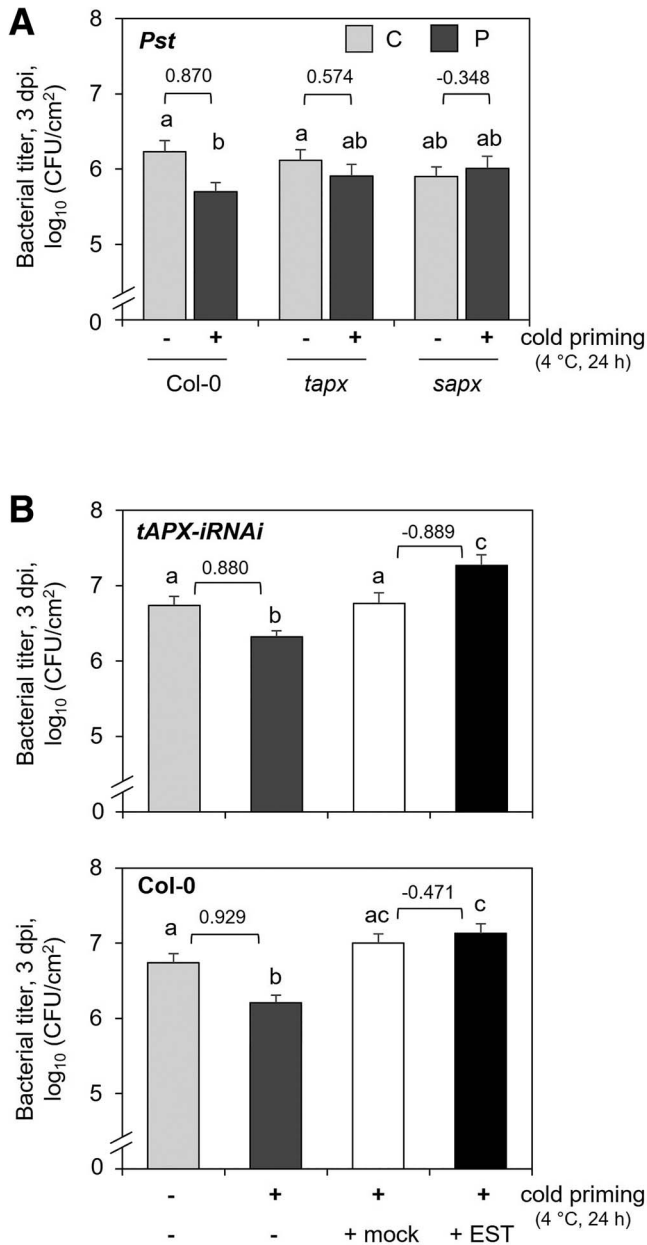 A
Bacterial titer, 3 dpi,
log10 (CFU/cm2)
8
7
6
5
0
Pst
C
P
0.870
0.574
-0.348
a
b
a
ab
ab
ab
- + - + - +
cold priming
(4 °C, 24 h)
Col-0
tapx
sapx
B
Bacterial titer, 3 dpi,
log10 (CFU/cm2)
8
7
6
5
0
tAPX-iRNAi
0.880
-0.889
a
b
a
c
Bacterial titer, 3 dpi,
log10 (CFU/cm2)
8
7
6
5
0
Col-0
0.929
-0.471
a
b
ac
c
- + + +
cold priming
(4 °C, 24 h)
- - + mock + EST